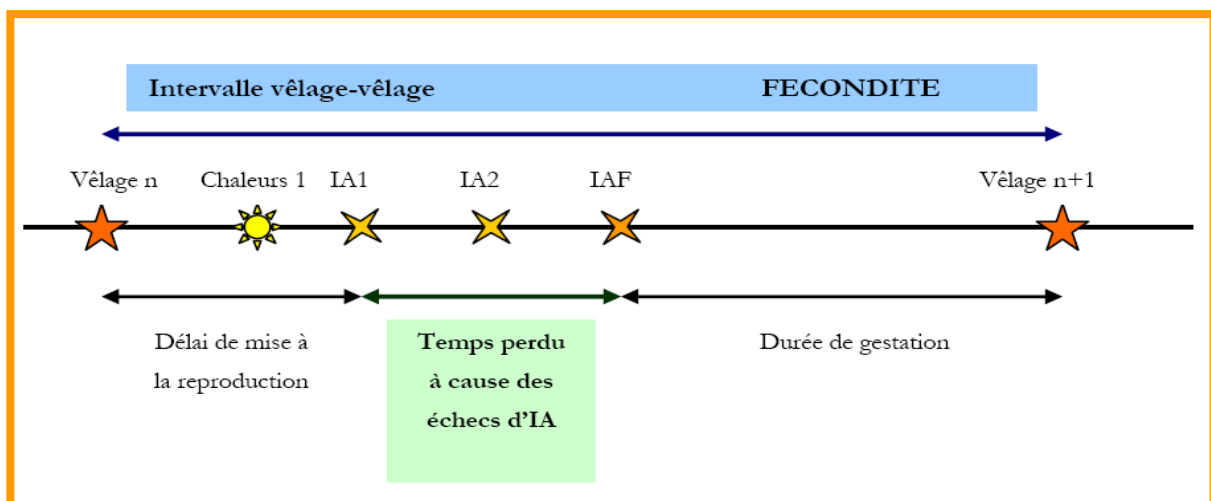 Intervalle vêlage-vêlage FECONDITE
Vêlage n Chaleurs 1 IA1 IA2 IAF Vêlage n+1
Délai de mise à
la reproduction
Temps perdu
à cause des
échecs d'IA
Durée de gestation